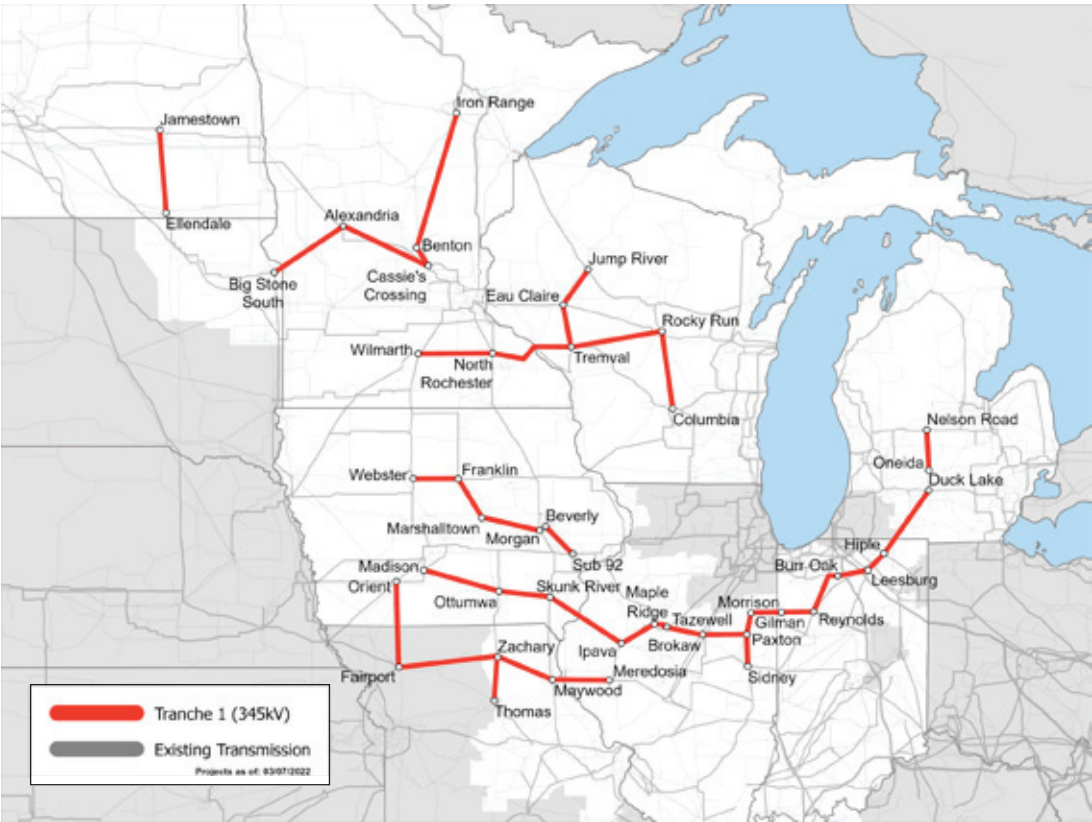 Iron Range
Jamestown
Ellendale
Alexandria
Benton
Big Stone
South
Cassie's
Crossing
Jump River
Eau Claire
Rocky Run
Wilmarth
North
Rochester
Tremval
Columbia
Nelson Road
Oneida
Duck Lake
Webster
Franklin
Marshalltown
Beverly
Morgan
Sub 92
Hiple
Burr Oak
Leesburg
Madison
Orient
Ottumwa
Skunk River
Maple
Ridge
Tazewell
Morrison
Gilman
Reynolds
Ipava
Brokaw
Paxton
Sidney
Zachary
Fairport
Maywood
Meredosia
Thomas
Tranche 1 (345kV)
Existing Transmission
Projects as of: 03/07/2022